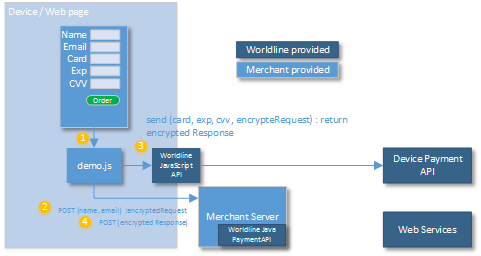 Device / Web page
Name
Email
Card
Exp
CVV
Order
Worldline provided
Merchant provided
send (card, exp, cvv, encrypteRequest) : return
encrypted Response
1
3
demo.js
Worldline
JavaScript
API
Device Payment
API
2 POST (name, email) :encryptedRequest
4 POST (encrypted Response)
Merchant Server
Worldline Java
PaymentAPI
Web Services